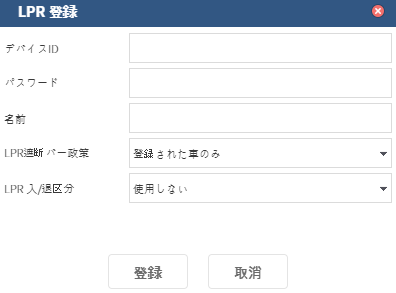 LPR 登録
デバイスID
パスワード
名前
LPR遮断 バー政策
登録された車のみ
LPR 入/退区分
使用しない
登録
取消